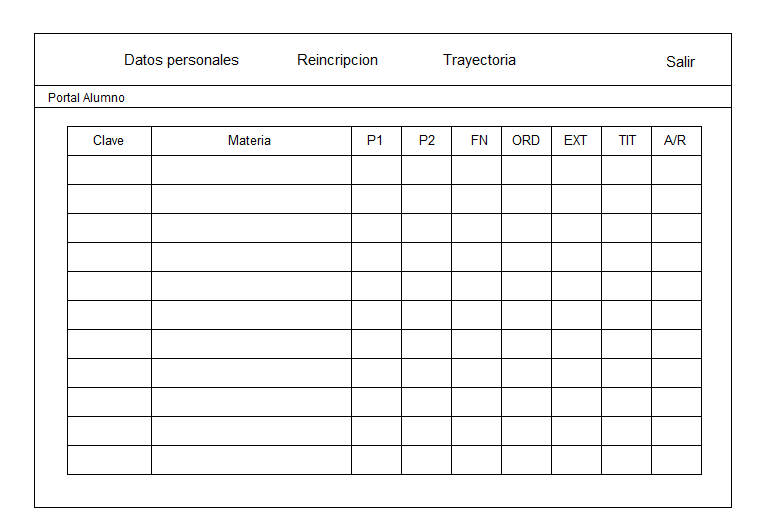 Datos personales Reincripcion Trayectoria Salir
Portal Alumno
Clave Materia P1 P2 FN ORD EXT TIT A/R